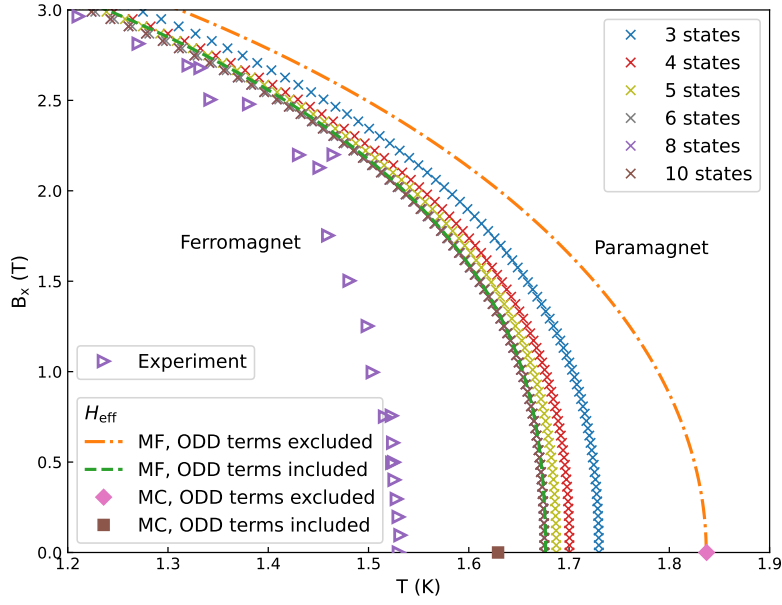 3.0
2.5
2.0
1.5
1.0
0.5
0.0
B_x (T)
3 states
4 states
5 states
6 states
8 states
10 states
Ferromagnet
Paramagnet
Experiment
H_eff
MF, ODD terms excluded
MF, ODD terms included
MC, ODD terms excluded
MC, ODD terms included
1.2 1.3 1.4 1.5 1.6 1.7 1.8 1.9
T (K)